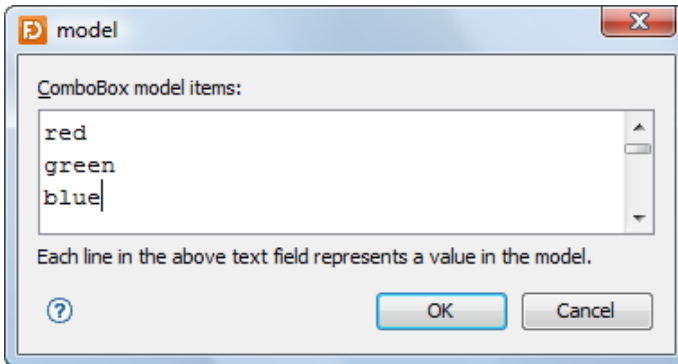 model
ComboBox model items:
red
green
blue
Each line in the above text field represents a value in the model.
OK
Cancel